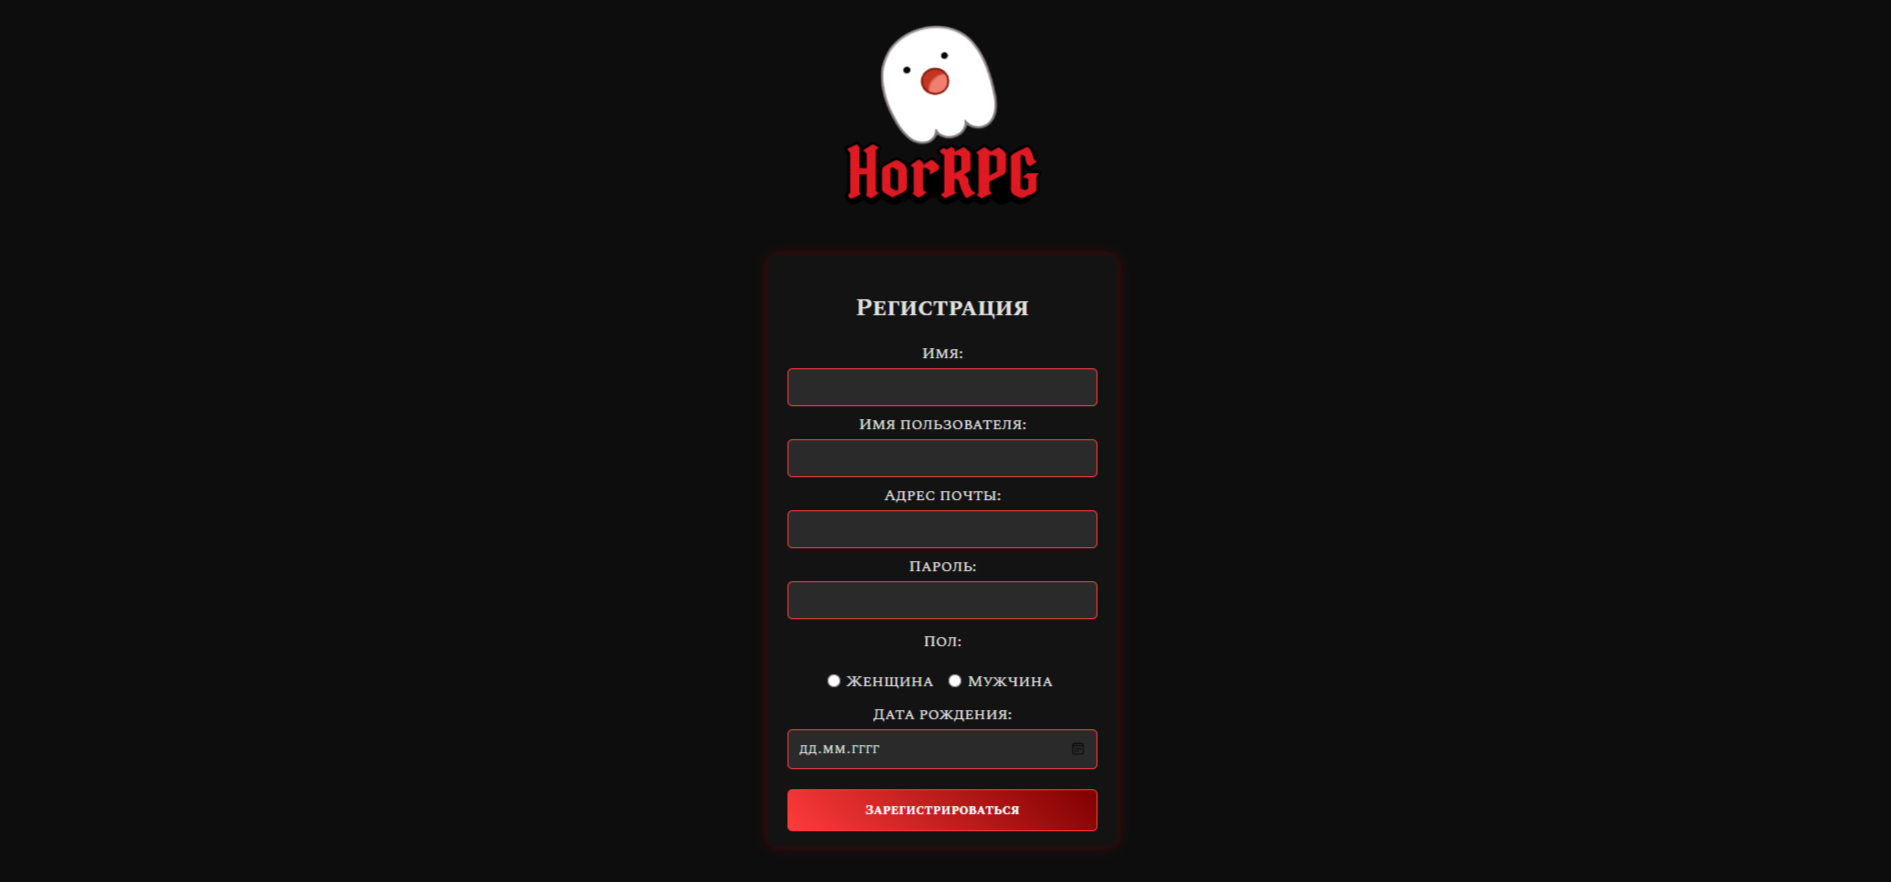 HorRPG
Регистрация
Имя:
Имя пользователя:
Адрес почты:
Пароль:
Пол:
Женщина Мужчина
Дата рождения:
дд.мм.гггг
Зарегистрироваться